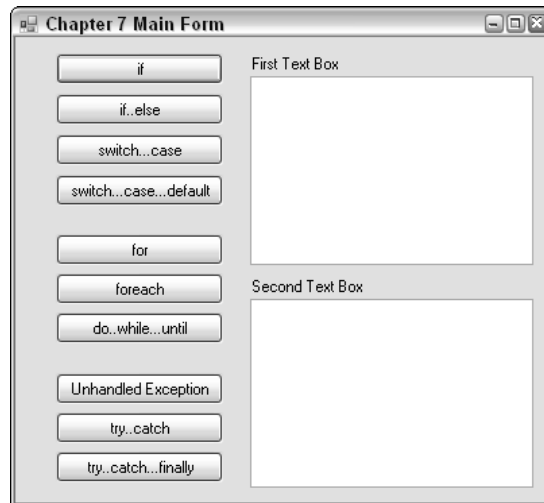 Chapter 7 Main Form
if
if..else
switch...case
switch...case...default
for
foreach
do..while...until
Unhandled Exception
try..catch
try..catch...finally
First Text Box
Second Text Box